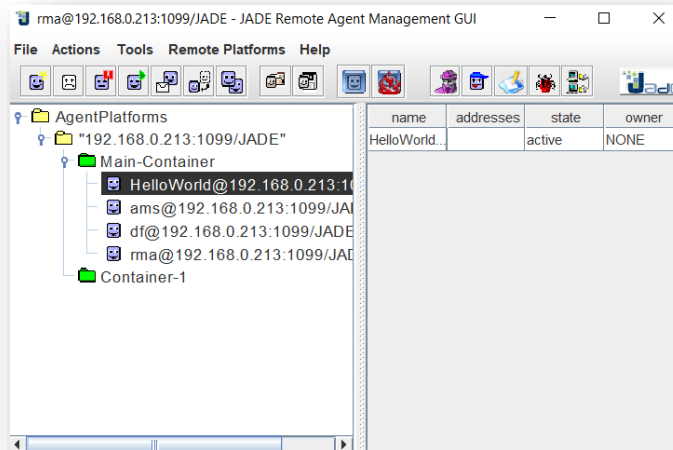 rma@192.168.0.213:1099/JADE - JADE Remote Agent Management GUI
File Actions Tools Remote Platforms Help
Jade
AgentPlatforms
"192.168.0.213:1099/JADE"
Main-Container
HelloWorld@192.168.0.213:10
ams@192.168.0.213:1099/JAI
df@192.168.0.213:1099/JADE
rma@192.168.0.213:1099/JAD
Container-1
name addresses state owner
HelloWorld... active NONE